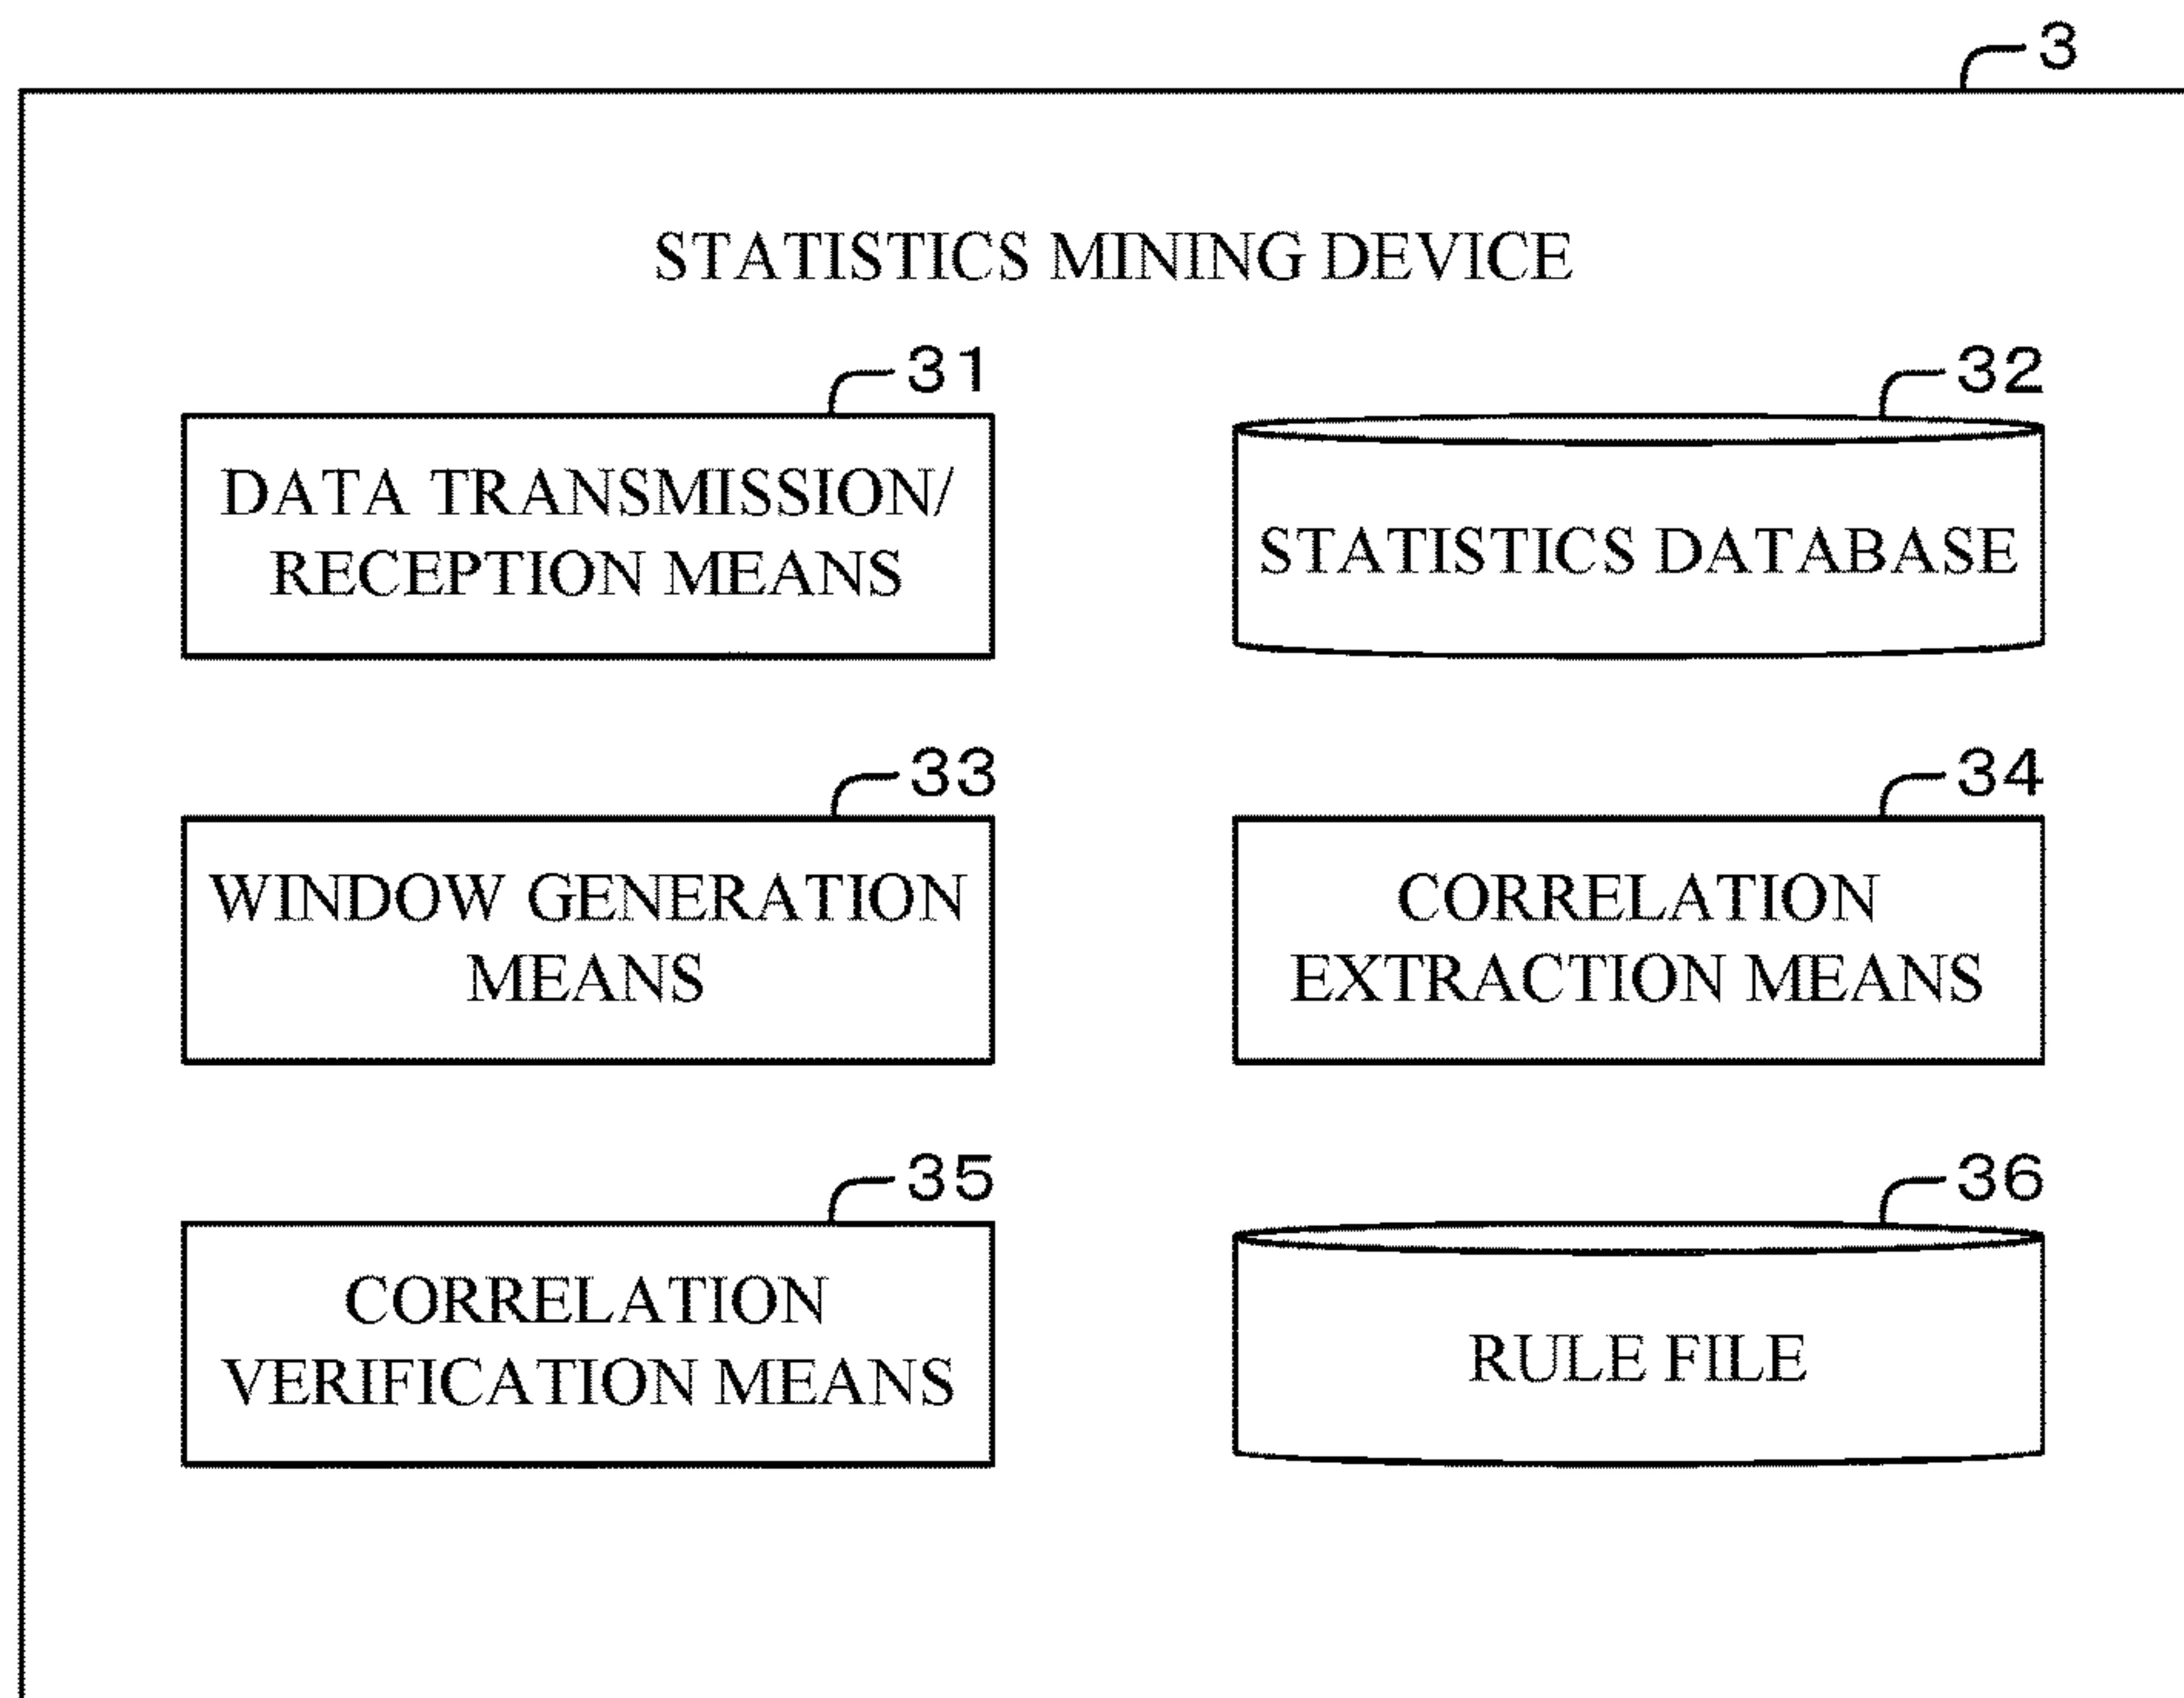 3
STATISTICS MINING DEVICE
31
DATA TRANSMISSION/
RECEPTION MEANS
32
STATISTICS DATABASE
33
WINDOW GENERATION
MEANS
34
CORRELATION
EXTRACTION MEANS
35
CORRELATION
VERIFICATION MEANS
36
RULE FILE